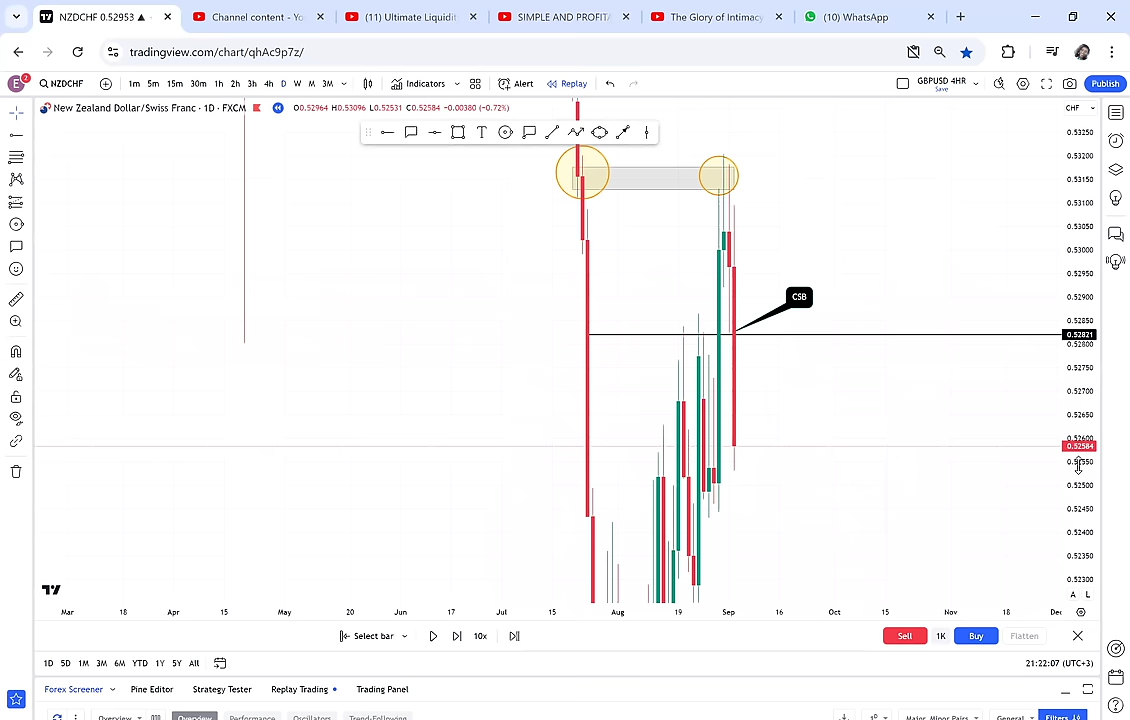 NZDCHF 0.52953 ▲
Channel content - Yo
(11) Ultimate Liquidity
SIMPLE AND PROFITA
The Glory of Intimacy
(10) WhatsApp
tradingview.com/chart/qhAc9p7z/
E 2 NZDCHF 1m 5m 15m 30m 1h 2h 3h 4h D W M 3M Indicators Alert Replay GBPUSD 4HR Save Publish
New Zealand Dollar/Swiss Franc · 1D · FXCM O0.52964 H0.53096 L0.52531 C0.52584 −0.00380 (−0.72%) CHF
0.53250
0.53200
0.53150
0.53100
0.53050
0.53000
0.52950
0.52900
CSB
0.52850
0.52821
0.52800
0.52750
0.52700
0.52650
0.52600
0.52584
0.52550
0.52500
0.52450
0.52400
0.52350
0.52300
A L
Mar 18 Apr 15 May 20 Jun 17 Jul 15 Aug 19 Sep 16 Oct 15 Nov 18 Dec
Select bar 10x Sell 1K Buy Flatten
1D 5D 1M 3M 6M YTD 1Y 5Y All 21:22:07 (UTC+3)
Forex Screener Pine Editor Strategy Tester Replay Trading Trading Panel
Overview Overview Performance Oscillators Trend-Following 1D Major, Minor Pairs General Filters